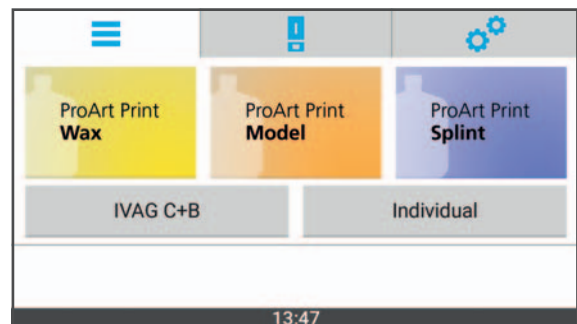 ProArt Print
Wax
ProArt Print
Model
ProArt Print
Splint
IVAG C+B
Individual
13:47